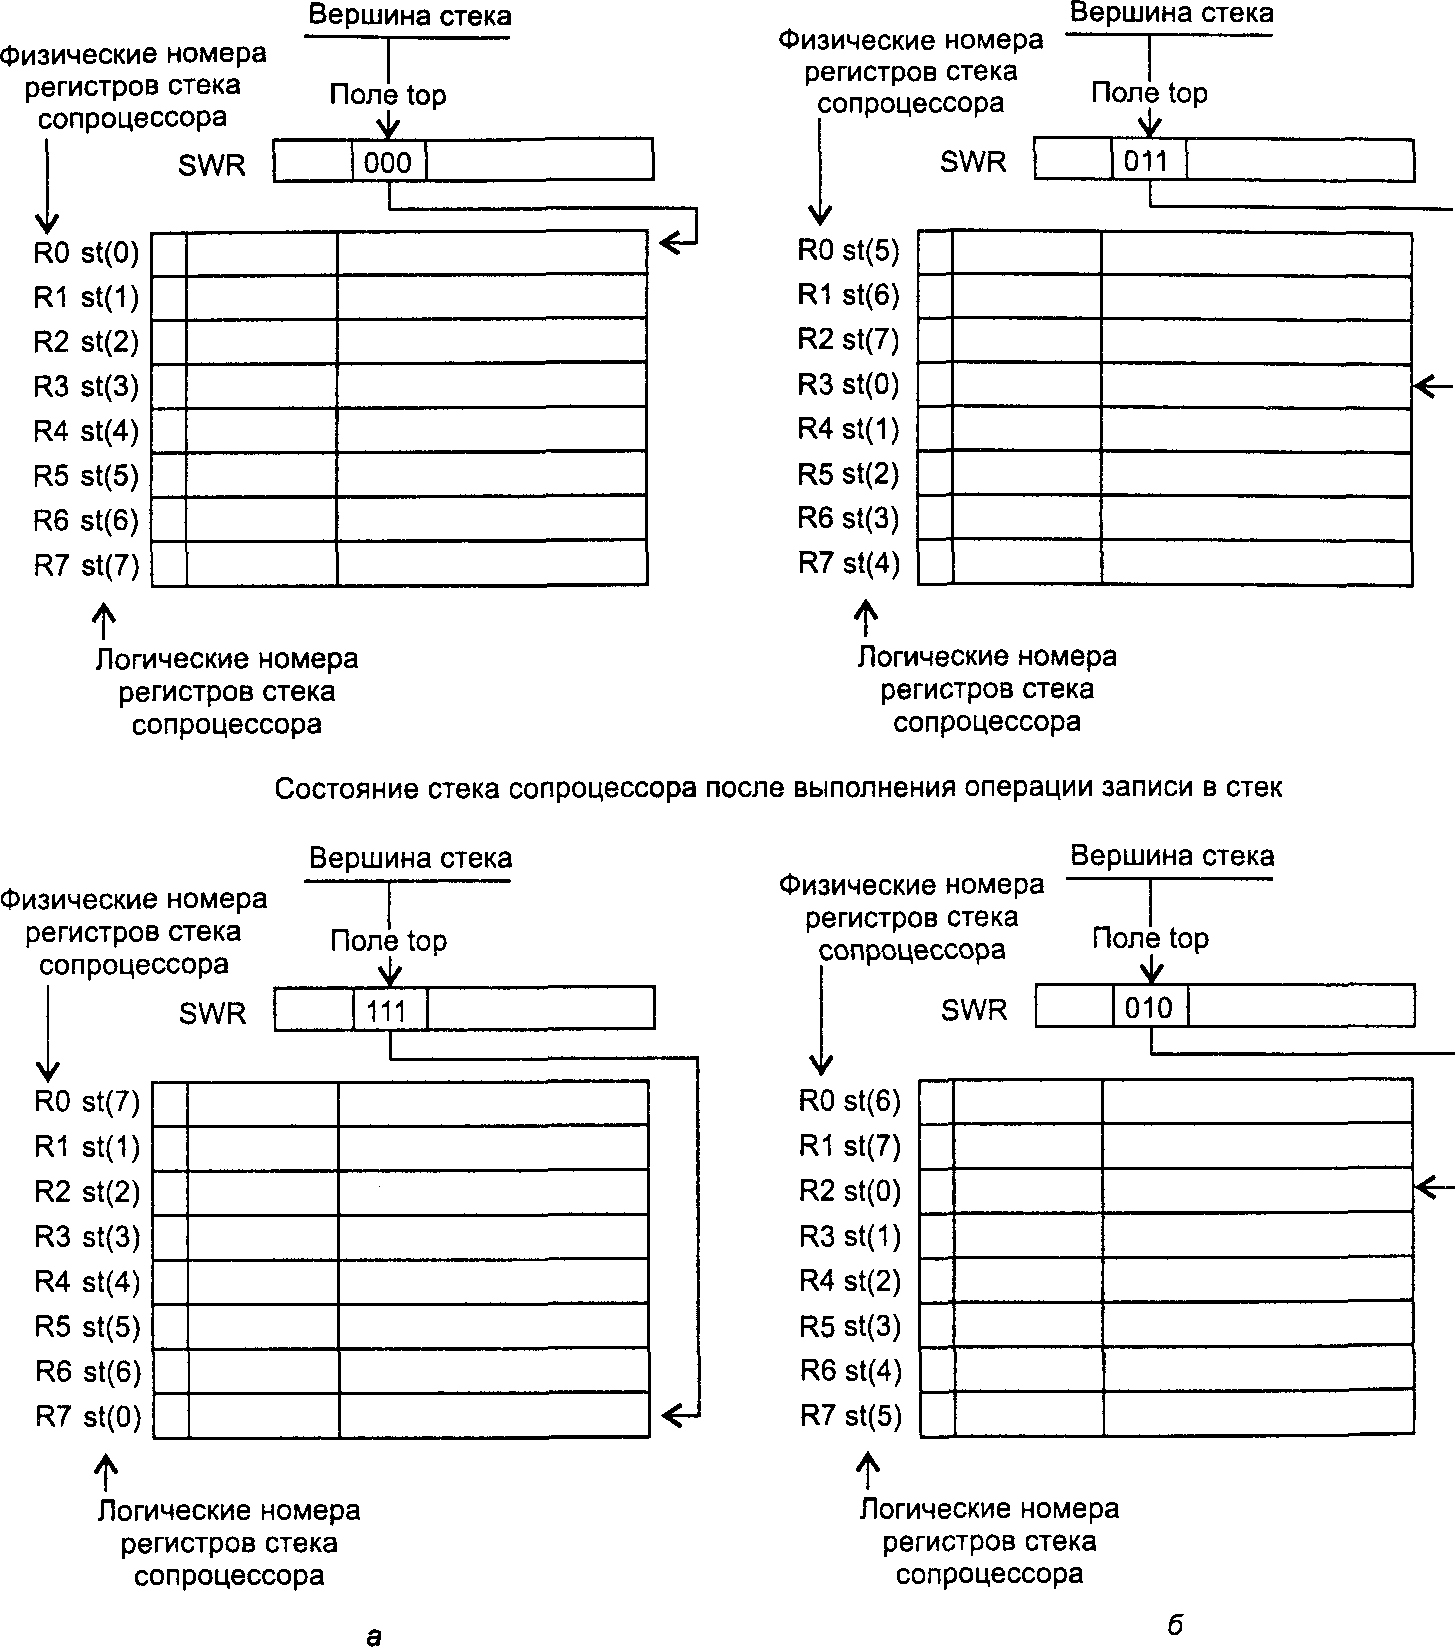 Вершина стека
Физические номера
регистров стека
сопроцессора
Поле top
SWR
000
R0 st(0)
R1 st(1)
R2 st(2)
R3 st(3)
R4 st(4)
R5 st(5)
R6 st(6)
R7 st(7)
Логические номера
регистров стека
сопроцессора
Вершина стека
Физические номера
регистров стека
сопроцессора
Поле top
SWR
011
R0 st(5)
R1 st(6)
R2 st(7)
R3 st(0)
R4 st(1)
R5 st(2)
R6 st(3)
R7 st(4)
Логические номера
регистров стека
сопроцессора
Состояние стека сопроцессора после выполнения операции записи в стек
Вершина стека
Физические номера
регистров стека
сопроцессора
Поле top
SWR
111
R0 st(7)
R1 st(1)
R2 st(2)
R3 st(3)
R4 st(4)
R5 st(5)
R6 st(6)
R7 st(0)
Логические номера
регистров стека
сопроцессора
а
Вершина стека
Физические номера
регистров стека
сопроцессора
Поле top
SWR
010
R0 st(6)
R1 st(7)
R2 st(0)
R3 st(1)
R4 st(2)
R5 st(3)
R6 st(4)
R7 st(5)
Логические номера
регистров стека
сопроцессора
б